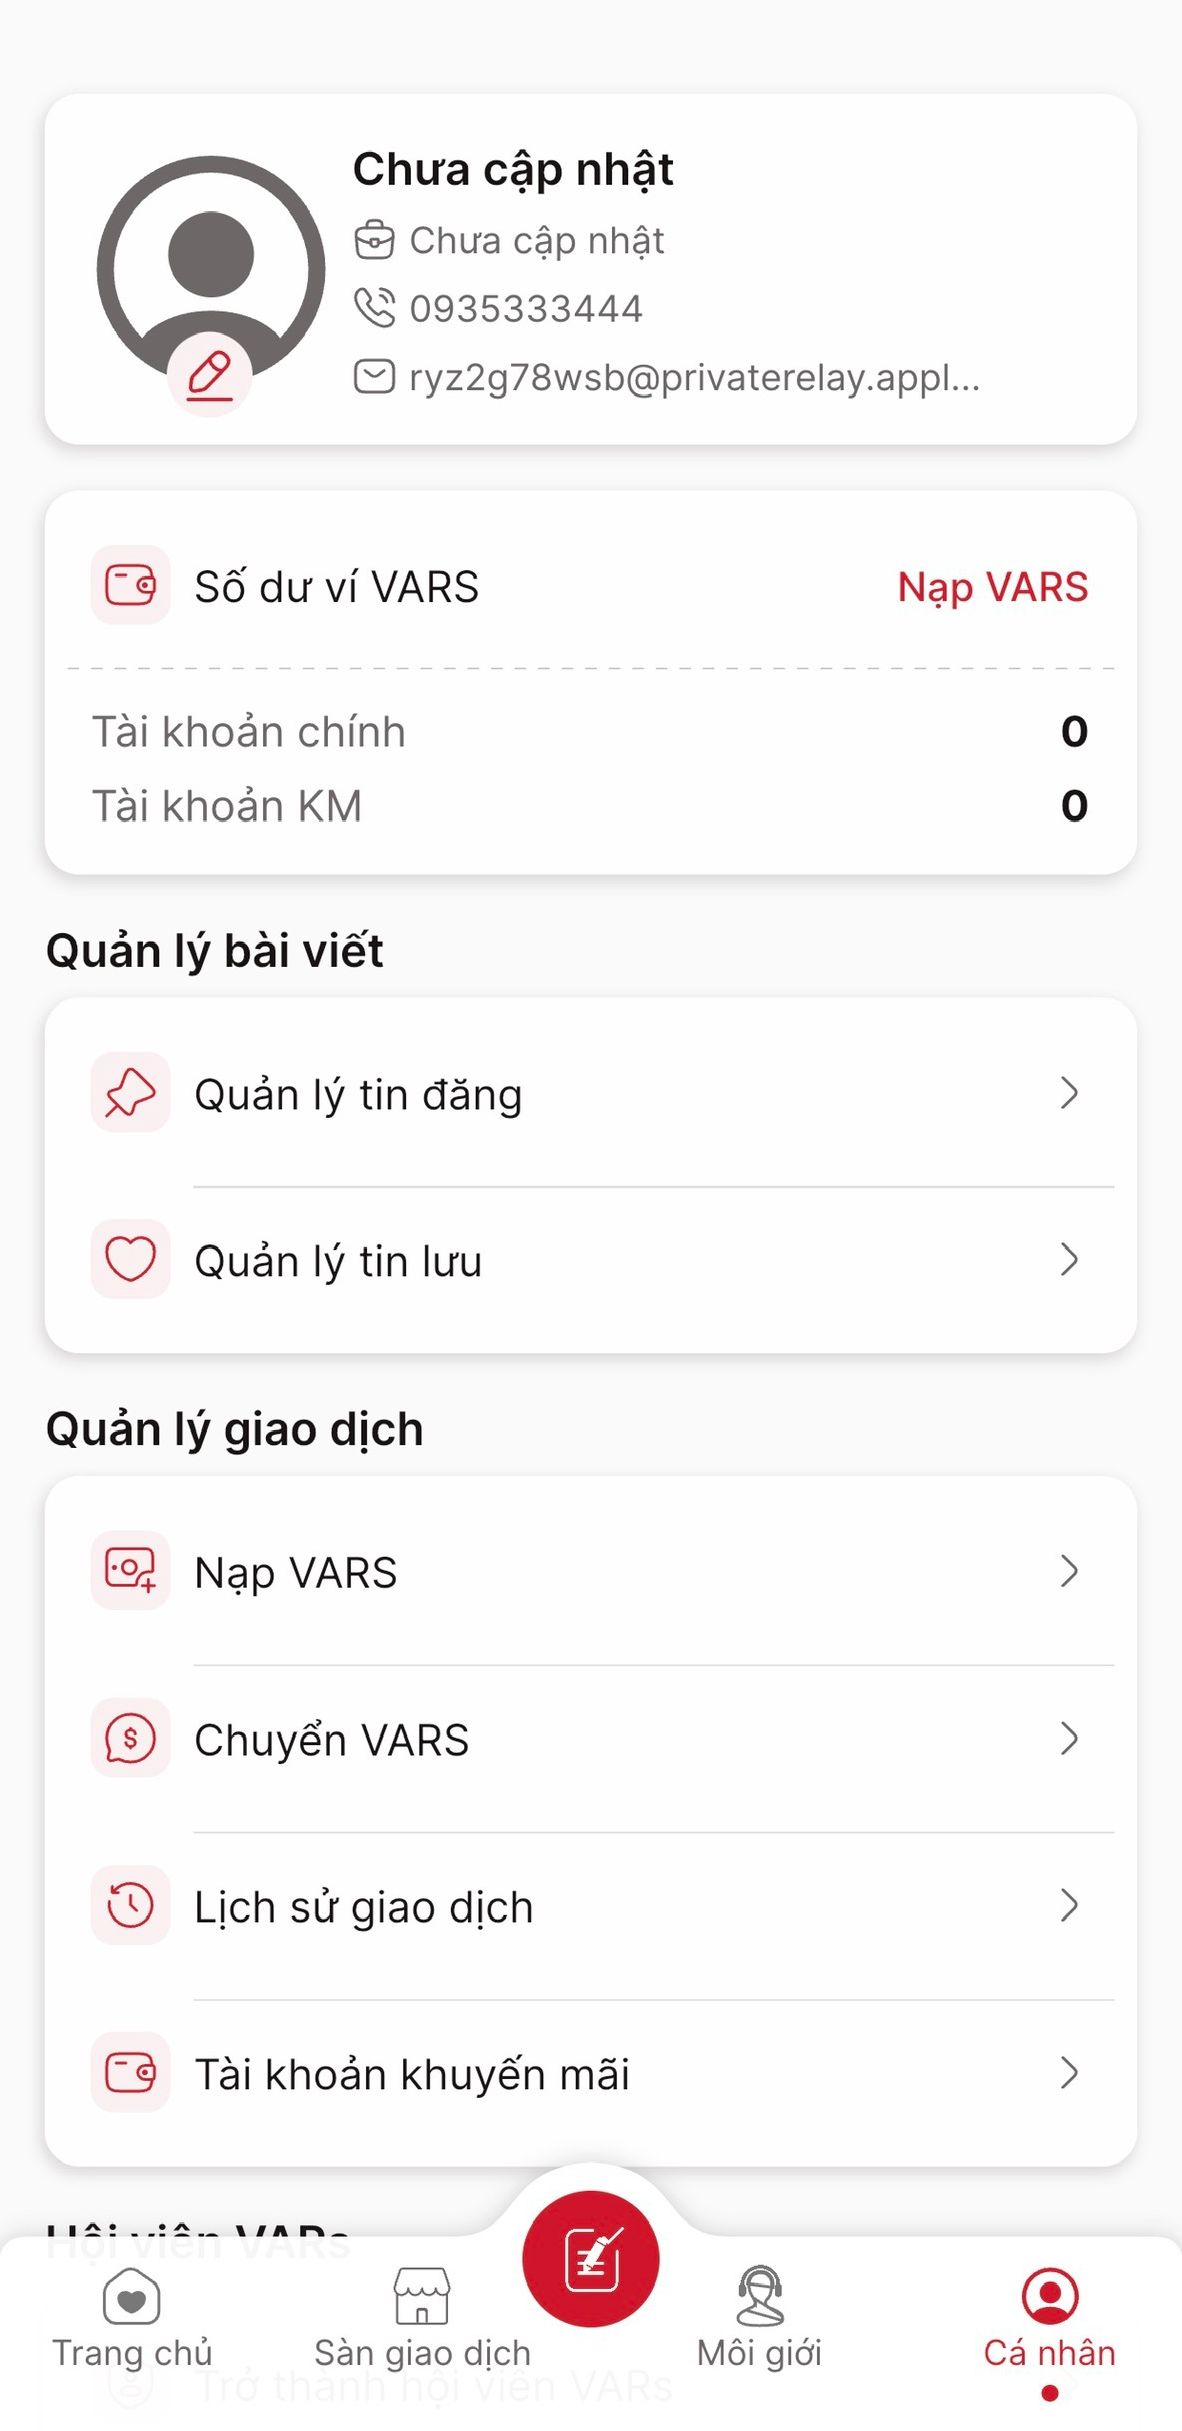 Chưa cập nhật
Chưa cập nhật
0935333444
ryz2g78wsb@privaterelay.appl...
Số dư ví VARS
Nạp VARS
Tài khoản chính
0
Tài khoản KM
0
Quản lý bài viết
Quản lý tin đăng
Quản lý tin lưu
Quản lý giao dịch
Nạp VARS
Chuyển VARS
Lịch sử giao dịch
Tài khoản khuyến mãi
Hội viên VARs
Trang chủ
Sàn giao dịch
Môi giới
Cá nhân
Trở thành hội viên VARs